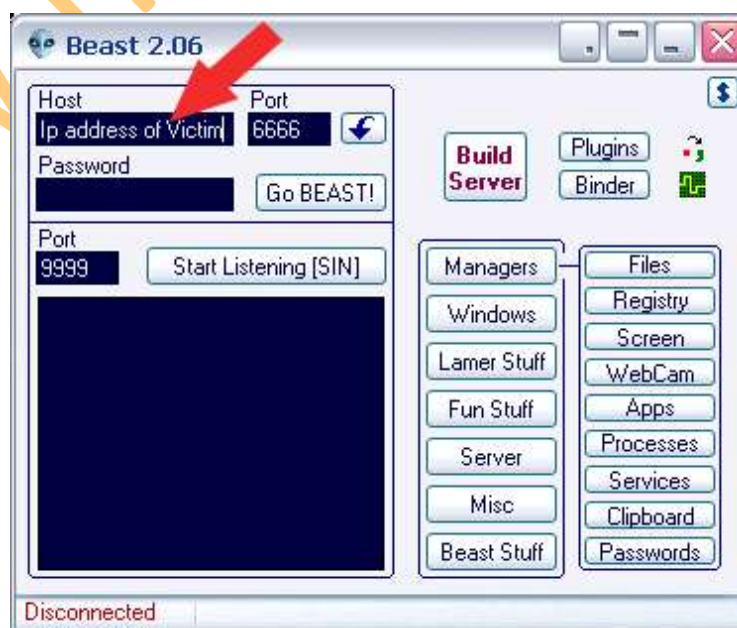 Beast 2.06
Host Port
Ip address of Victim 6666
Password
Go BEAST!
Port
9999 Start Listening [SIN]
Build
Server
Plugins
Binder
$
Managers
Windows
Lamer Stuff
Fun Stuff
Server
Misc
Beast Stuff
Files
Registry
Screen
WebCam
Apps
Processes
Services
Clipboard
Passwords
Disconnected